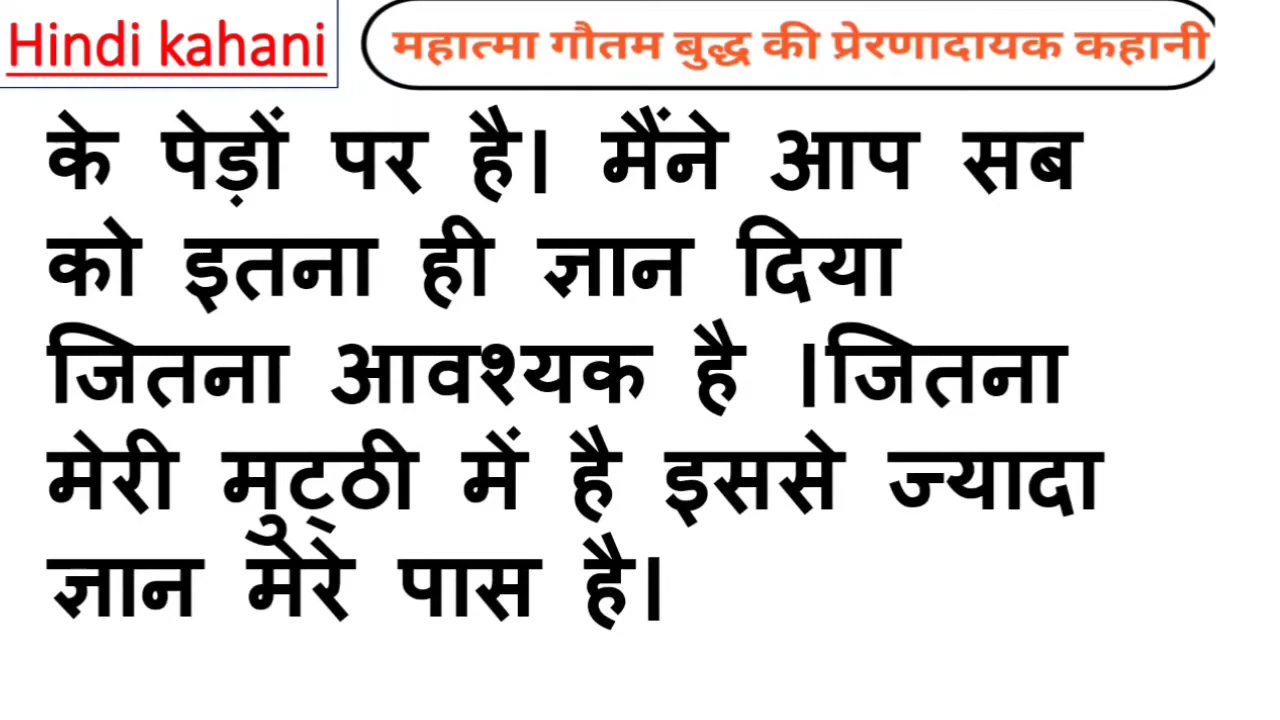 Hindi kahani
महात्मा गौतम बुद्ध की प्रेरणादायक कहानी
के पेड़ों पर है। मैंने आप सब
को इतना ही ज्ञान दिया
जितना आवश्यक है ।जितना
मेरी मुट्ठी में है इससे ज्यादा
ज्ञान मेरे पास है।